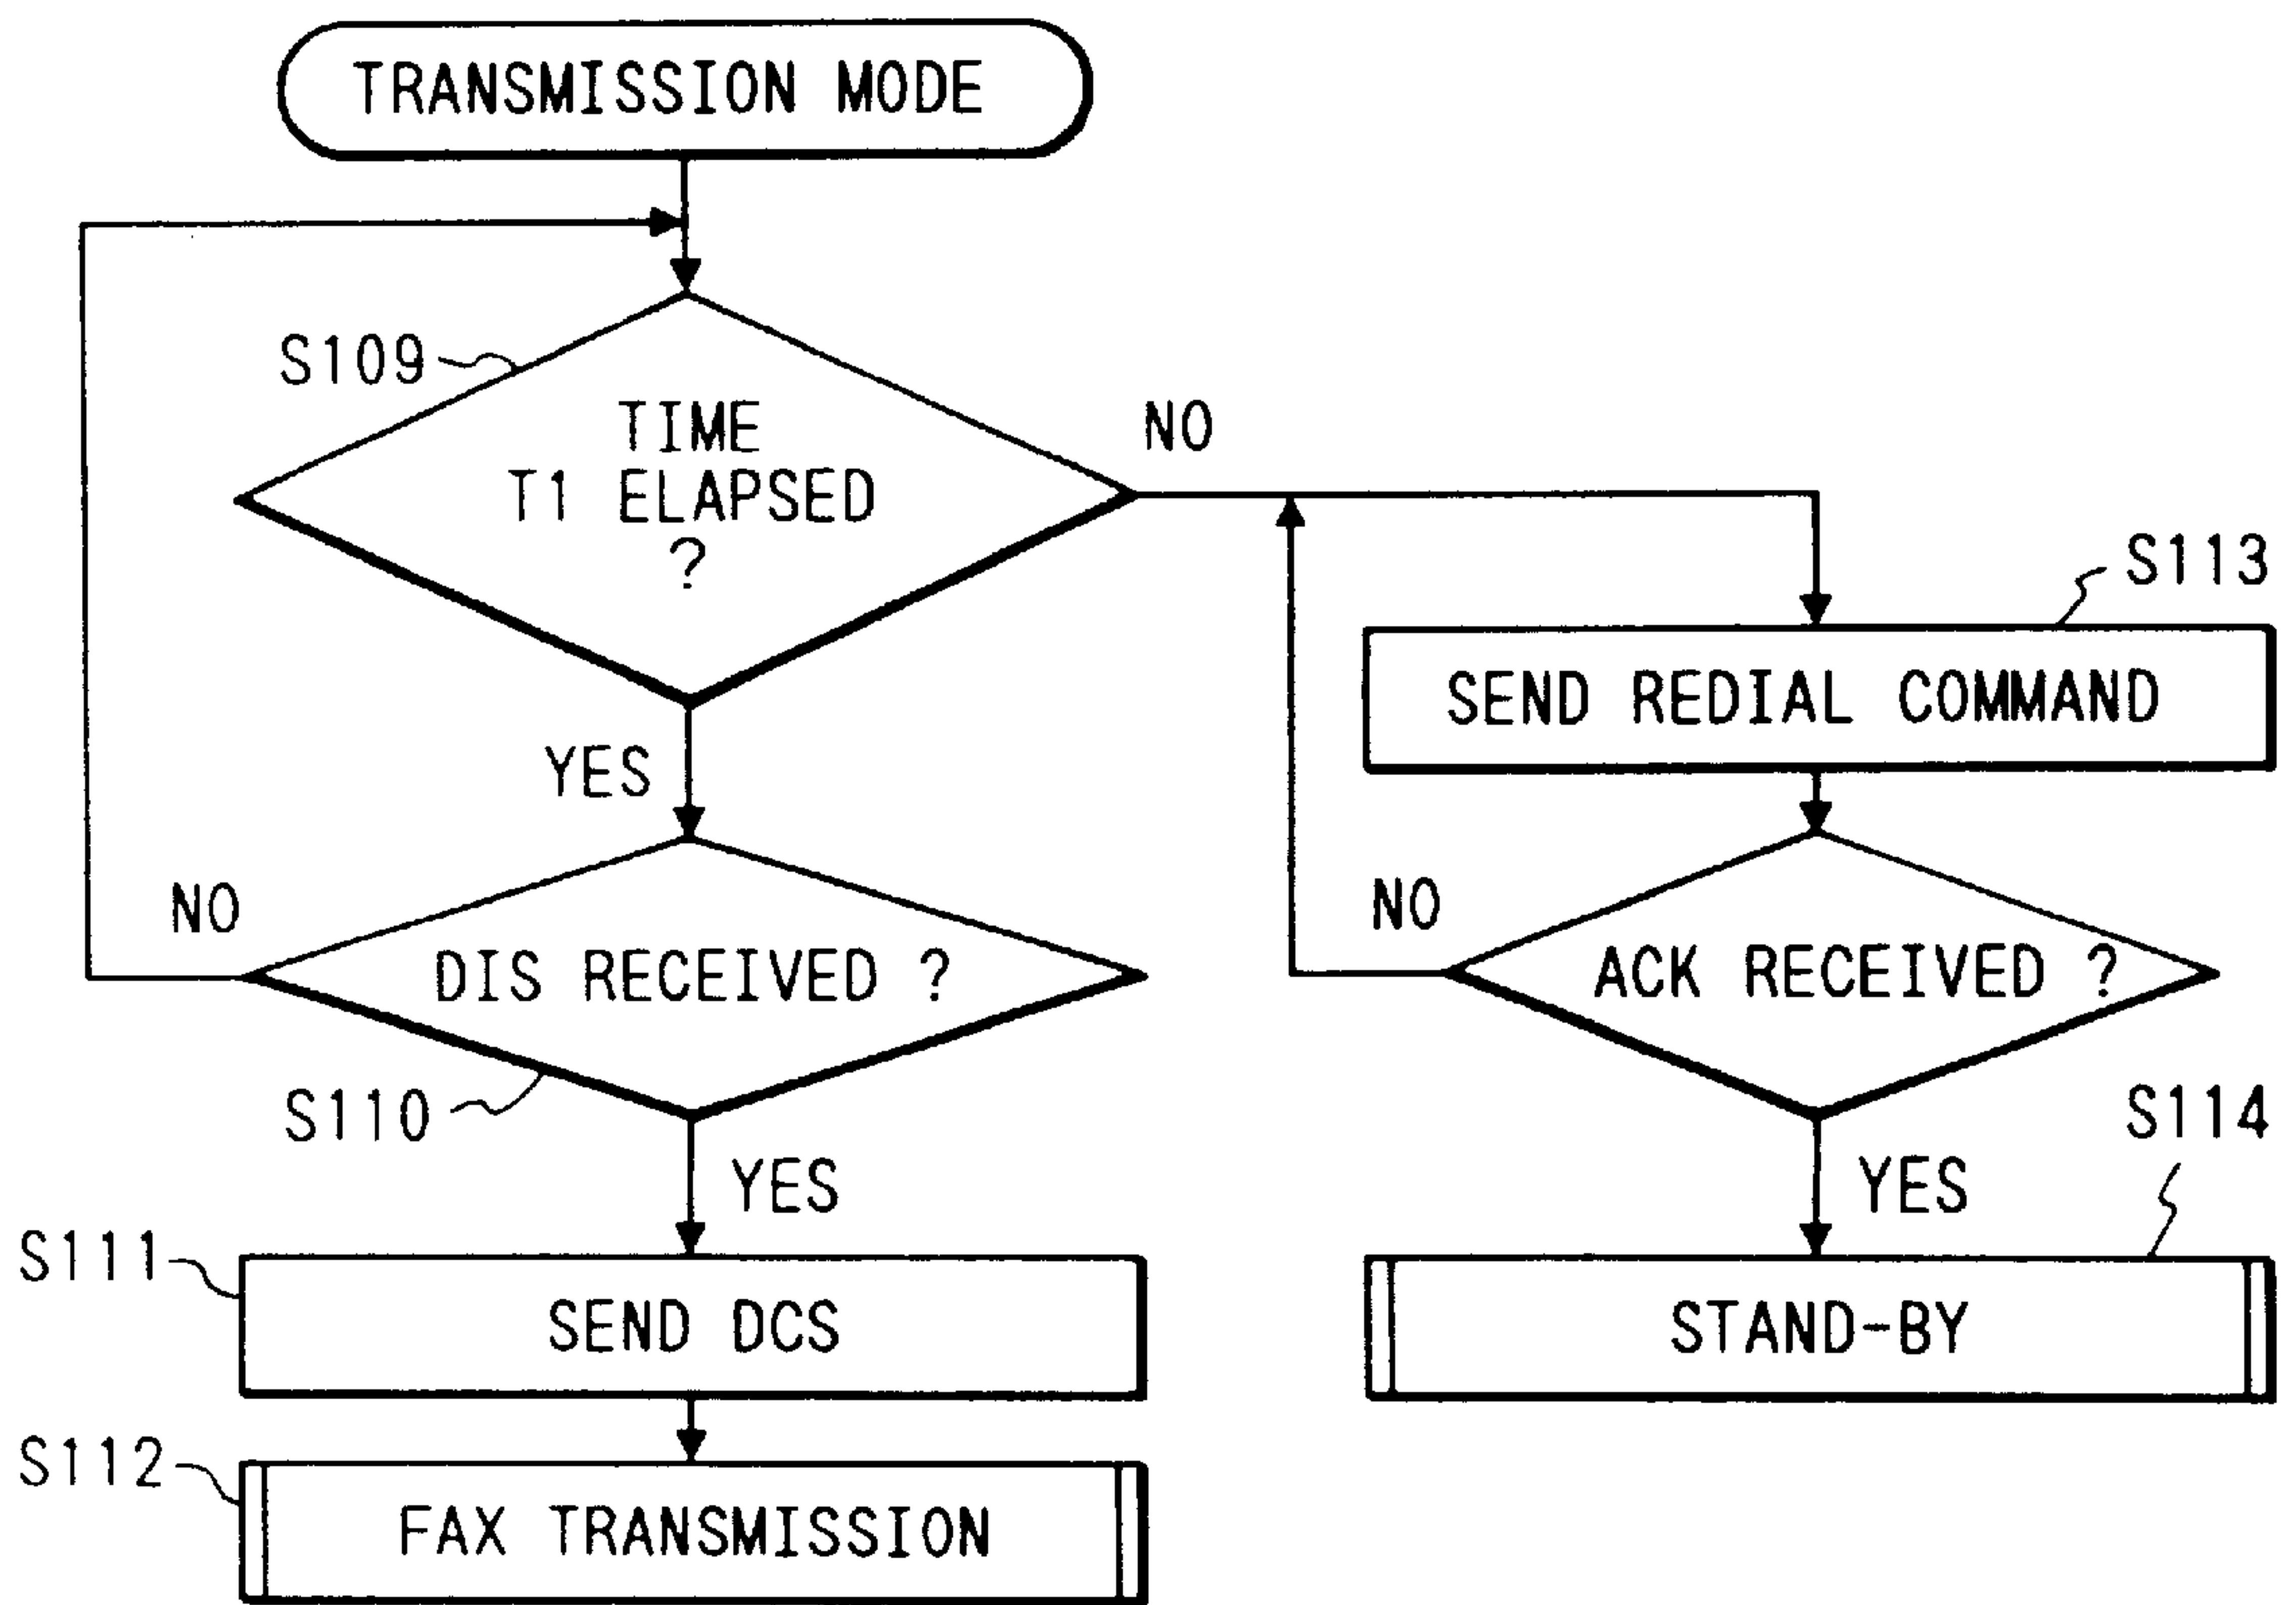 TRANSMISSION MODE
S109
TIME
T1 ELAPSED
?
NO
YES
S113
SEND REDIAL COMMAND
NO
DIS RECEIVED ?
S110
YES
NO
ACK RECEIVED ?
YES
S114
S111
SEND DCS
STAND-BY
S112
FAX TRANSMISSION